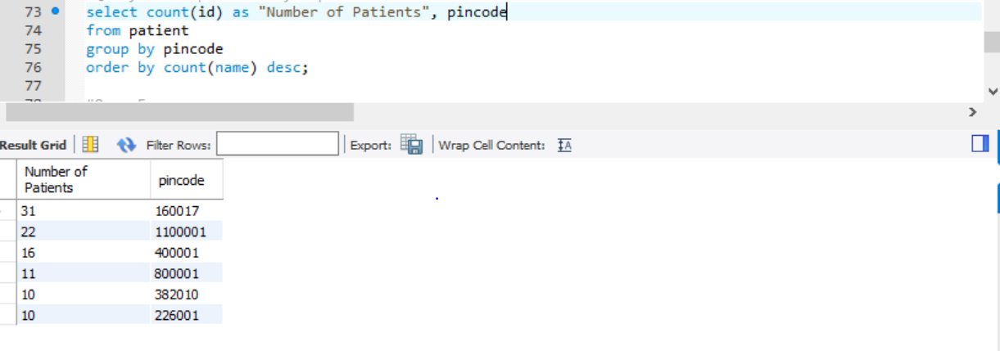 73 select count(id) as "Number of Patients", pincode
74 from patient
75 group by pincode
76 order by count(name) desc;
77
Result Grid Filter Rows: Export: Wrap Cell Content: IA
Number of
Patients pincode
31 160017
22 1100001
16 400001
11 800001
10 382010
10 226001